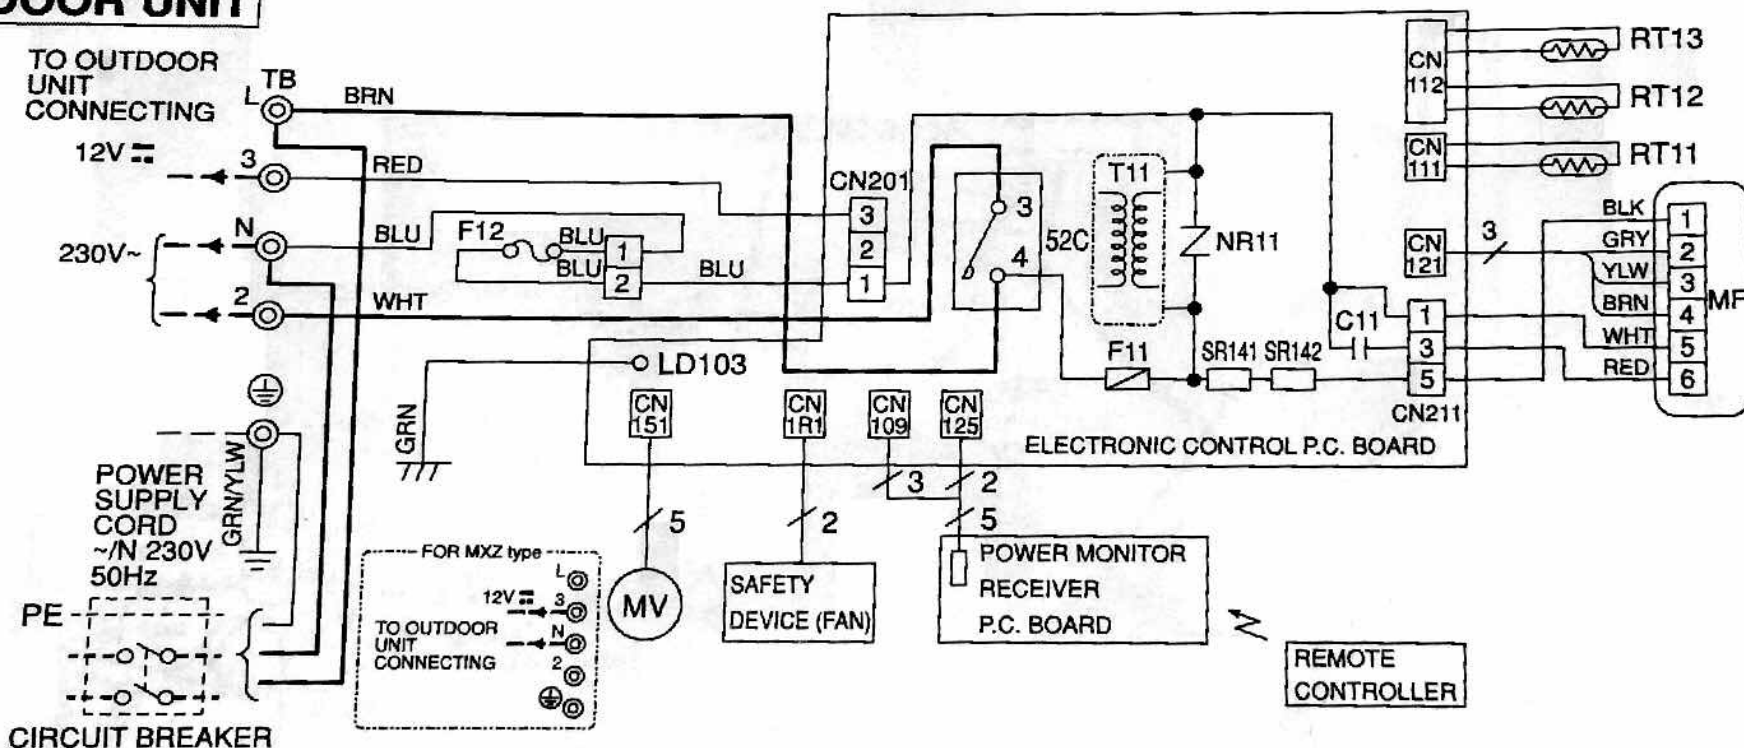 DOOR UNIT
TO OUTDOOR
UNIT
CONNECTING
TB
L
BRN
12V
3
RED
230V~
N
BLU
F12
BLU
BLU
1
2
BLU
2
WHT
CN201
3
2
1
3
4
52C
T11
NR11
F11
SR141
SR142
C11
1
3
5
CN211
CN
112
RT13
RT12
CN
111
RT11
CN
121
3
BLK
GRY
YLW
BRN
WHT
RED
1
2
3
4
5
6
MF
LD103
GRN
CN
151
CN
1R1
CN
109
CN
125
ELECTRONIC CONTROL P.C. BOARD
5
2
3
2
5
MV
SAFETY
DEVICE (FAN)
POWER MONITOR
RECEIVER
P.C. BOARD
REMOTE
CONTROLLER
POWER
SUPPLY
CORD
~/N 230V
50Hz
GRN/YLW
PE
CIRCUIT BREAKER
FOR MXZ type
L
12V
3
TO OUTDOOR
UNIT
CONNECTING
N
2